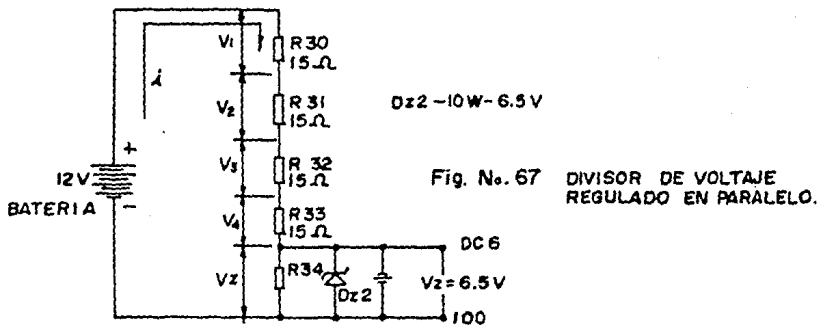 V1
R30
15Ω
i
V2
R31
15Ω
Dz2-10W-6.5V
+
12V
BATERIA
-
V3
R32
15Ω
Fig. No. 67 DIVISOR DE VOLTAJE
REGULADO EN PARALELO.
V4
R33
15Ω
DC6
Vz
R34
Dz2
Vz=6.5V
100